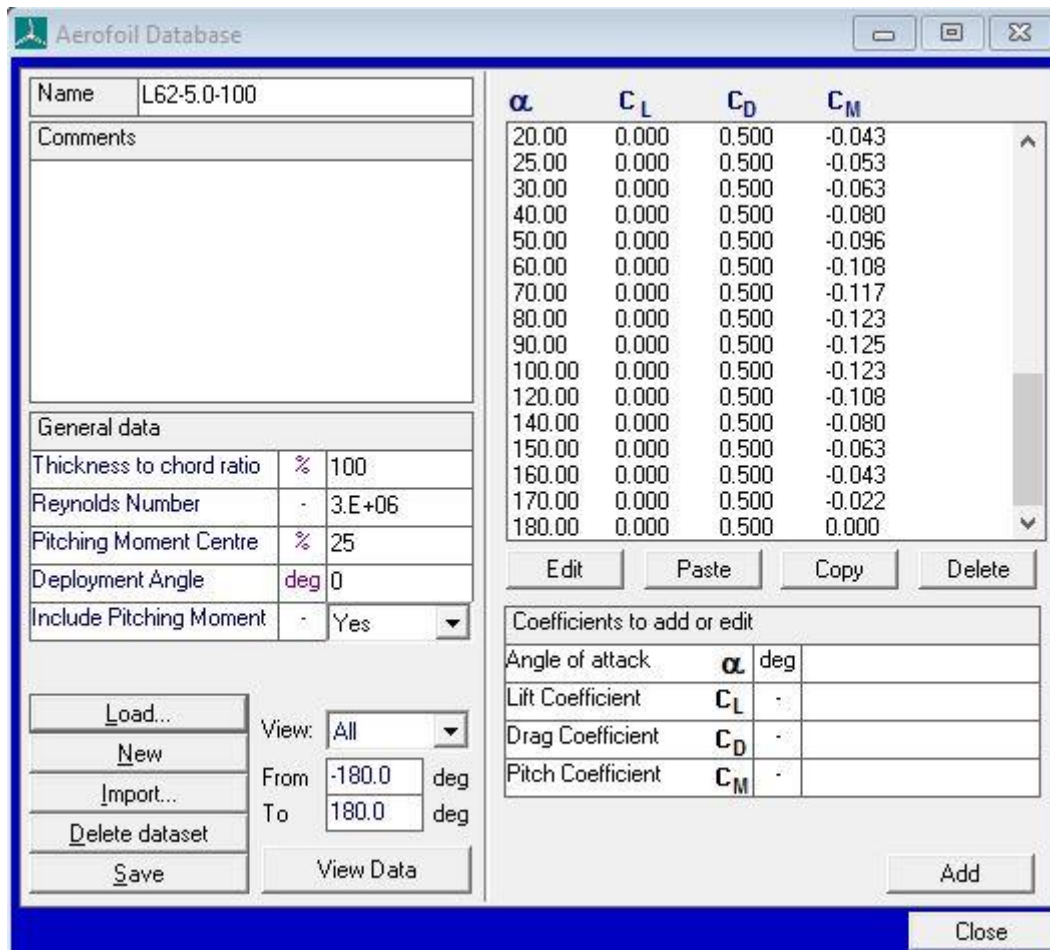 Aerofoil Database
Name L62-5.0-100
Comments
General data
Thickness to chord ratio % 100
Reynolds Number - 3.E+06
Pitching Moment Centre % 25
Deployment Angle deg 0
Include Pitching Moment - Yes
Load...
New
Import...
Delete dataset
Save
View: All
From -180.0 deg
To 180.0 deg
View Data
α CL CD CM
20.00 0.000 0.500 -0.043
25.00 0.000 0.500 -0.053
30.00 0.000 0.500 -0.063
40.00 0.000 0.500 -0.080
50.00 0.000 0.500 -0.096
60.00 0.000 0.500 -0.108
70.00 0.000 0.500 -0.117
80.00 0.000 0.500 -0.123
90.00 0.000 0.500 -0.125
100.00 0.000 0.500 -0.123
120.00 0.000 0.500 -0.108
140.00 0.000 0.500 -0.080
150.00 0.000 0.500 -0.063
160.00 0.000 0.500 -0.043
170.00 0.000 0.500 -0.022
180.00 0.000 0.500 0.000
Edit Paste Copy Delete
Coefficients to add or edit
Angle of attack α deg
Lift Coefficient CL -
Drag Coefficient CD -
Pitch Coefficient CM -
Add
Close